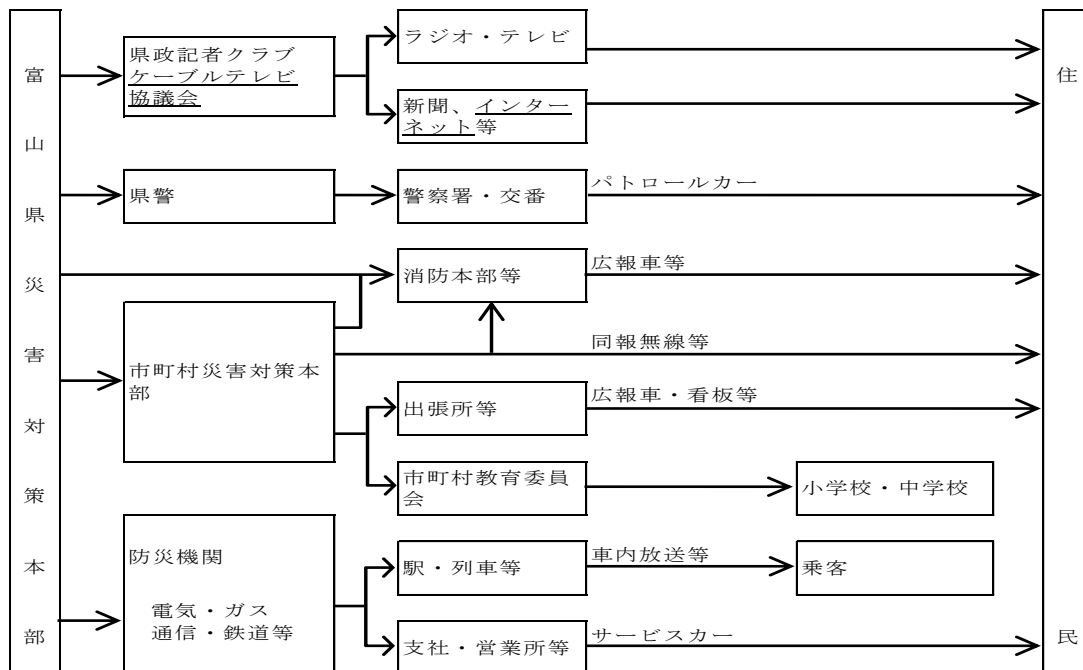 富山県災害対策本部
県政記者クラブ
ケーブルテレビ
協議会
ラジオ・テレビ
新聞、インター
ネット等
県警
警察署・交番
パトロールカー
消防本部等
広報車等
市町村災害対策本
部
同報無線等
出張所等
広報車・看板等
市町村教育委員
会
小学校・中学校
防災機関
電気・ガス
通信・鉄道等
駅・列車等
車内放送等
乗客
支社・営業所等
サービスカー
住民